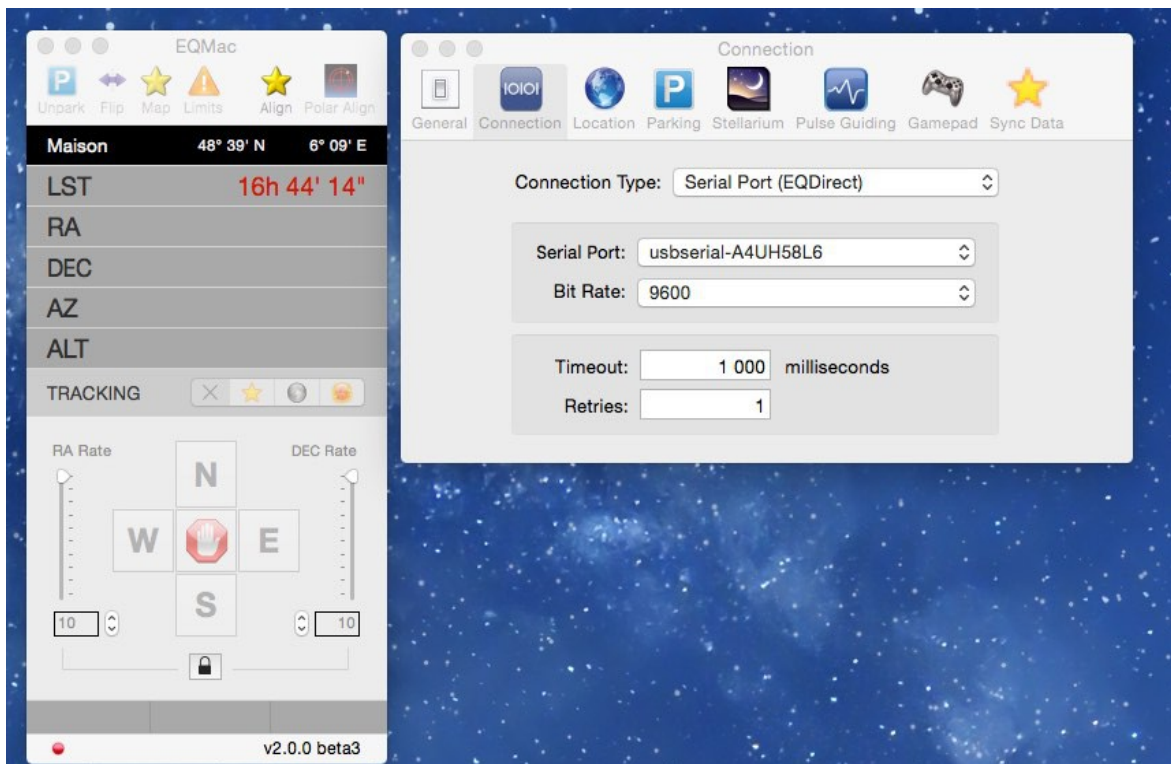 EQMac
P
Unpark Flip Map Limits Align Polar Align
Maison 48° 39' N 6° 09' E
LST 16h 44' 14"
RA
DEC
AZ
ALT
TRACKING
RA Rate DEC Rate
N
W E
S
10 10
v2.0.0 beta3
Connection
IOIOI P
General Connection Location Parking Stellarium Pulse Guiding Gamepad Sync Data
Connection Type: Serial Port (EQDirect)
Serial Port: usbserial-A4UH58L6
Bit Rate: 9600
Timeout: 1 000 milliseconds
Retries: 1